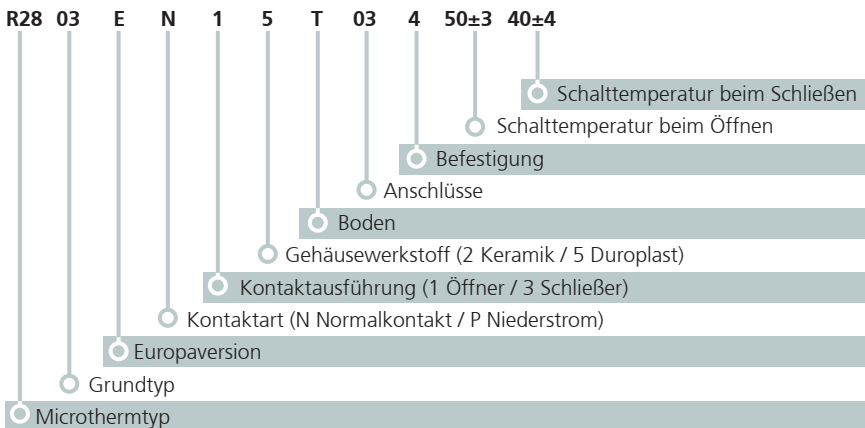 R28 03 E N 1 5 T 03 4 50±3 40±4
Schalttemperatur beim Schließen
Schalttemperatur beim Öffnen
Befestigung
Anschlüsse
Boden
Gehäusewerkstoff (2 Keramik / 5 Duroplast)
Kontaktausführung (1 Öffner / 3 Schließer)
Kontaktart (N Normalkontakt / P Niederstrom)
Europaversion
Grundtyp
Microthermtyp